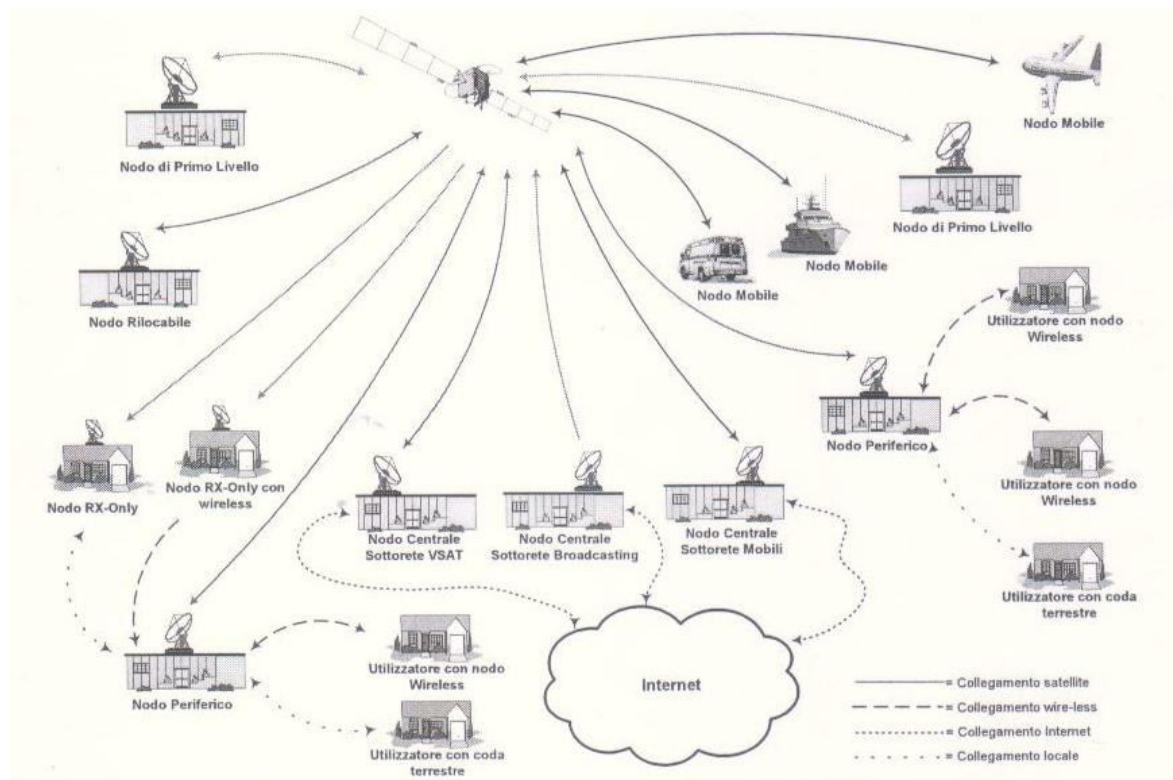 Nodo Mobile
Nodo di Primo Livello
Nodo di Primo Livello
Nodo Mobile
Nodo Mobile
Nodo Rilocabile
Utilizzatore con nodo
Wireless
Nodo Periferico
Utilizzatore con nodo
Wireless
Nodo RX-Only
Nodo RX-Only con
wireless
Nodo Centrale
Sottorete VSAT
Nodo Centrale
Sottorete Broadcasting
Nodo Centrale
Sottorete Mobili
Utilizzatore con coda
terrestre
Nodo Periferico
Utilizzatore con nodo
Wireless
Utilizzatore con coda
terrestre
Internet
= Collegamento satellite
= Collegamento wire-less
= Collegamento Internet
= Collegamento locale